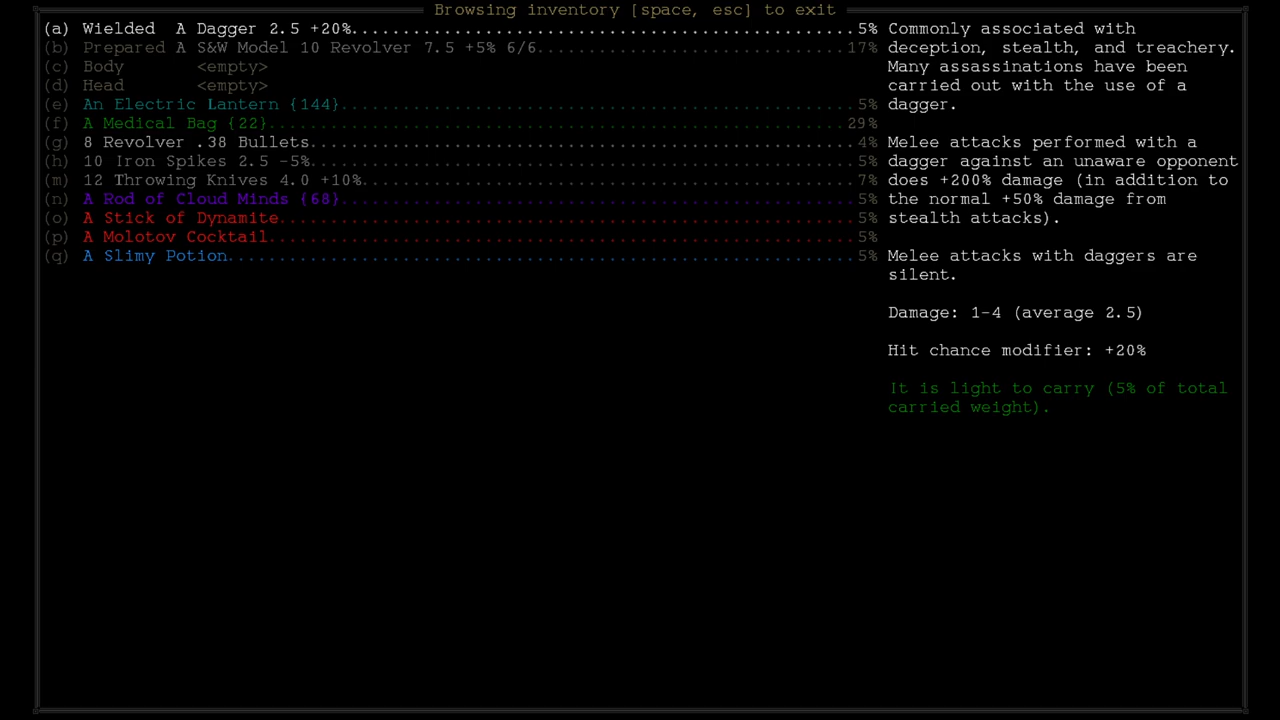 Browsing inventory [space, esc] to exit
(a) Wielded A Dagger 2.5 +20%..................................................5%
(b) Prepared A S&W Model 10 Revolver 7.5 +5% 6/6..............................17%
(c) Body <empty>
(d) Head <empty>
(e) An Electric Lantern {144}..................................................5%
(f) A Medical Bag {22}........................................................29%
(g) 8 Revolver .38 Bullets.....................................................4%
(h) 10 Iron Spikes 2.5 -5%.....................................................5%
(m) 12 Throwing Knives 4.0 +10%................................................7%
(n) A Rod of Cloud Minds {68}..................................................5%
(o) A Stick of Dynamite........................................................5%
(p) A Molotov Cocktail.........................................................5%
(q) A Slimy Potion.............................................................5%
Commonly associated with
deception, stealth, and treachery.
Many assassinations have been
carried out with the use of a
dagger.
Melee attacks performed with a
dagger against an unaware opponent
does +200% damage (in addition to
the normal +50% damage from
stealth attacks).
Melee attacks with daggers are
silent.
Damage: 1-4 (average 2.5)
Hit chance modifier: +20%
It is light to carry (5% of total
carried weight).